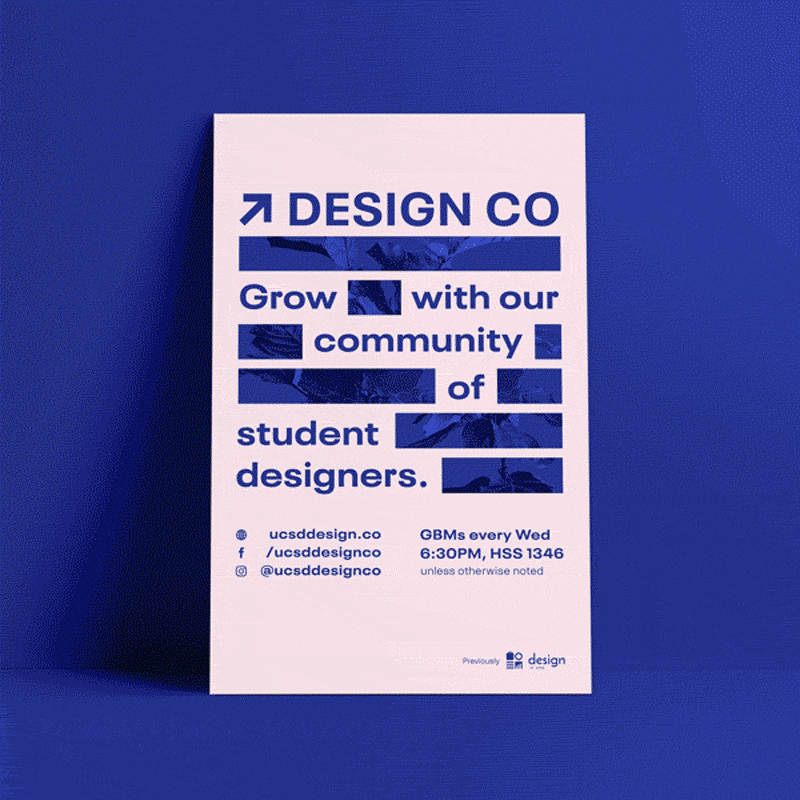 DESIGN CO
Grow with our
community
of
student
designers.
ucsddesign.co
/ucsddesignco
@ucsddesignco
GBMs every Wed
6:30PM, HSS 1346
unless otherwise noted
Previously design